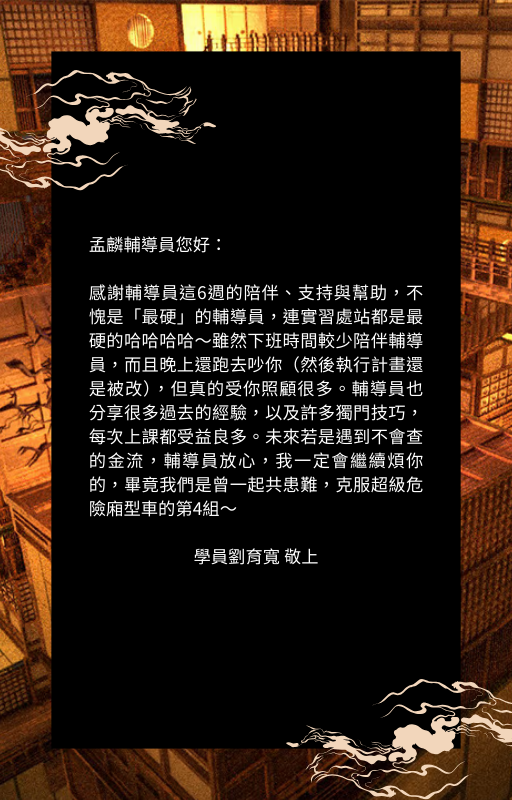 孟麟輔導員您好：
感謝輔導員這6週的陪伴、支持與幫助，不
愧是「最硬」的輔導員，連實習處站都是最
硬的哈哈哈哈～雖然下班時間較少陪伴輔導
員，而且晚上還跑去吵你（然後執行計畫還
是被改），但真的受你照顧很多。輔導員也
分享很多過去的經驗，以及許多獨門技巧，
每次上課都受益良多。未來若是遇到不會查
的金流，輔導員放心，我一定會繼續煩你
的，畢竟我們是曾一起共患難，克服超級危
險廂型車的第4組～
學員劉育寬 敬上